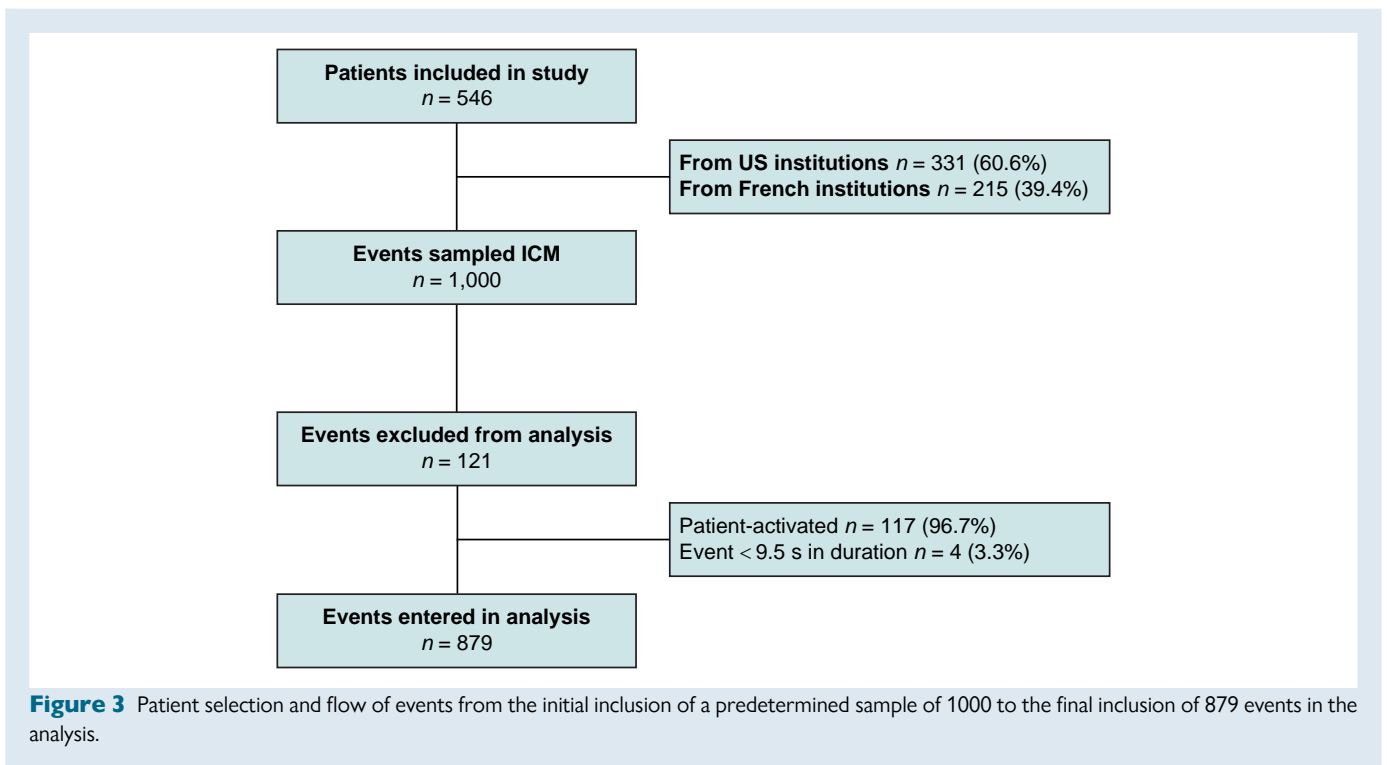 Patients included in study
n = 546
From US institutions n = 331 (60.6%)
From French institutions n = 215 (39.4%)
Events sampled ICM
n = 1,000
Events excluded from analysis
n = 121
Patient-activated n = 117 (96.7%)
Event < 9.5 s in duration n = 4 (3.3%)
Events entered in analysis
n = 879
Figure 3 Patient selection and flow of events from the initial inclusion of a predetermined sample of 1000 to the final inclusion of 879 events in the
analysis.